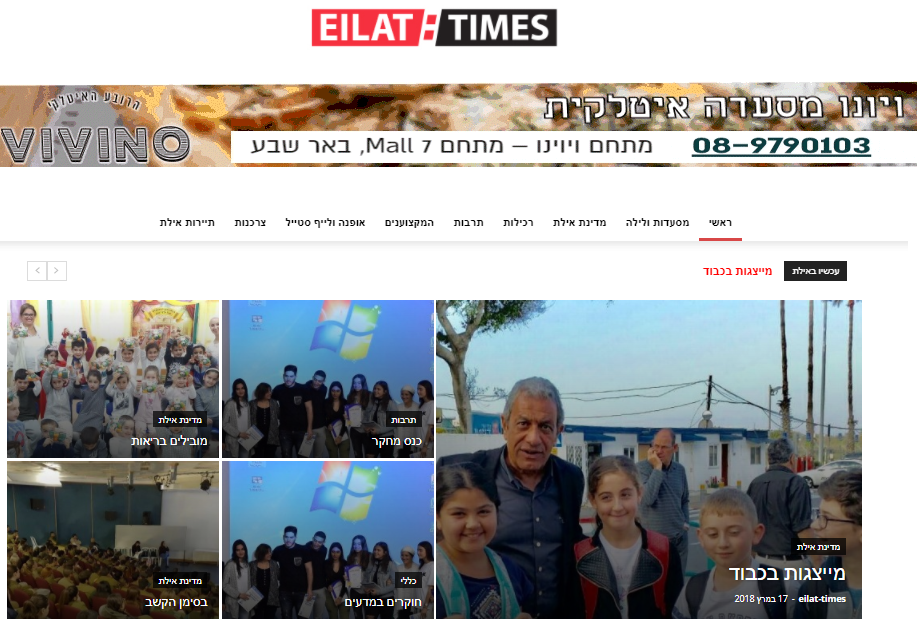 EILAT:TIMES
ויונו מסעדה איטלקית
08-9790103
מתחם ויוינו – מתחם 7 Mall, באר שבע
הרובע האיטלקי
VIVINO
ראשי
מסעדות ולילה
מדינת אילת
רכילות
תרבות
המקצוענים
אופנה ולייף סטייל
צרכנות
תיירות אילת
עכשיו באילת
מייצגות בכבוד
מדינת אילת
מייצגות בכבוד
eilat-times - 17 במרץ 2018
תרבות
כנס מחקר
מדינת אילת
מובילים בריאות
כללי
חוקרים במדעים
מדינת אילת
בסימן הקשב